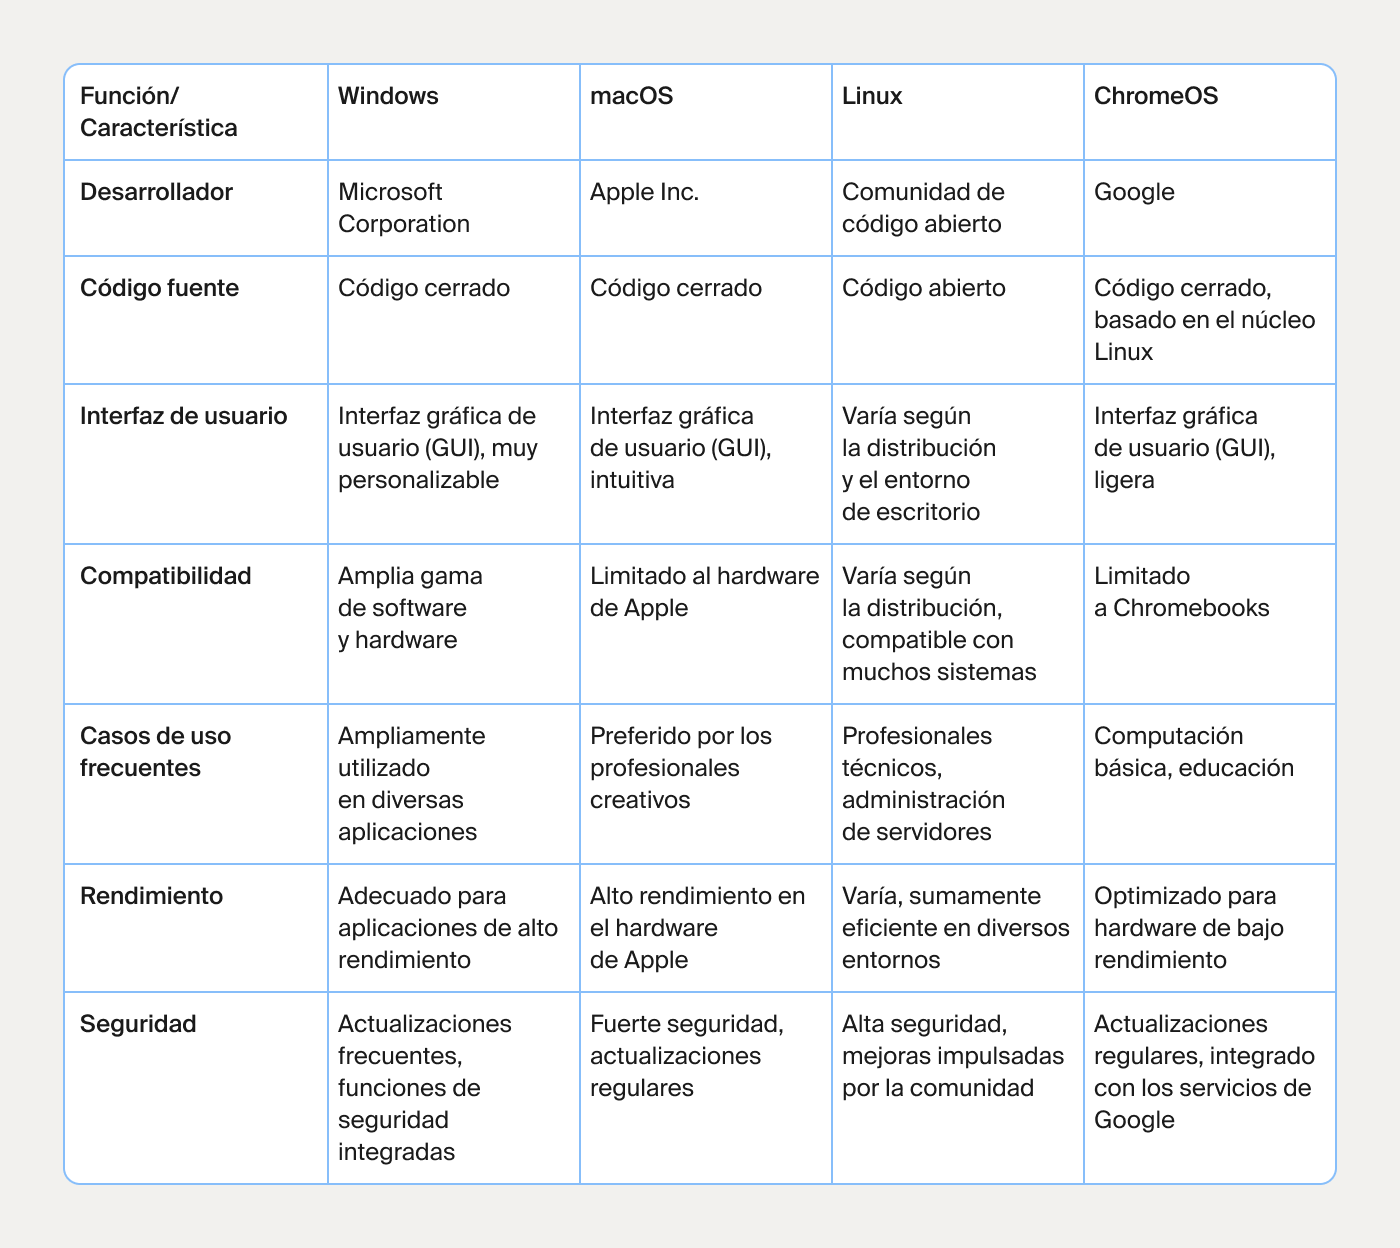 Función/
Característica
Windows
macOS
Linux
ChromeOS
Desarrollador
Microsoft
Corporation
Apple Inc.
Comunidad de
código abierto
Google
Código fuente
Código cerrado
Código cerrado
Código abierto
Código cerrado,
basado en el núcleo
Linux
Interfaz de usuario
Interfaz gráfica de
usuario (GUI), muy
personalizable
Interfaz gráfica
de usuario (GUI),
intuitiva
Varía según
la distribución
y el entorno
de escritorio
Interfaz gráfica
de usuario (GUI),
ligera
Compatibilidad
Amplia gama
de software
y hardware
Limitado al hardware
de Apple
Varía según
la distribución,
compatible con
muchos sistemas
Limitado
a Chromebooks
Casos de uso
frecuentes
Ampliamente
utilizado
en diversas
aplicaciones
Preferido por los
profesionales
creativos
Profesionales
técnicos,
administración
de servidores
Computación
básica, educación
Rendimiento
Adecuado para
aplicaciones de alto
rendimiento
Alto rendimiento en
el hardware
de Apple
Varía, sumamente
eficiente en diversos
entornos
Optimizado para
hardware de bajo
rendimiento
Seguridad
Actualizaciones
frecuentes,
funciones de
seguridad
integradas
Fuerte seguridad,
actualizaciones
regulares
Alta seguridad,
mejoras impulsadas
por la comunidad
Actualizaciones
regulares, integrado
con los servicios de
Google